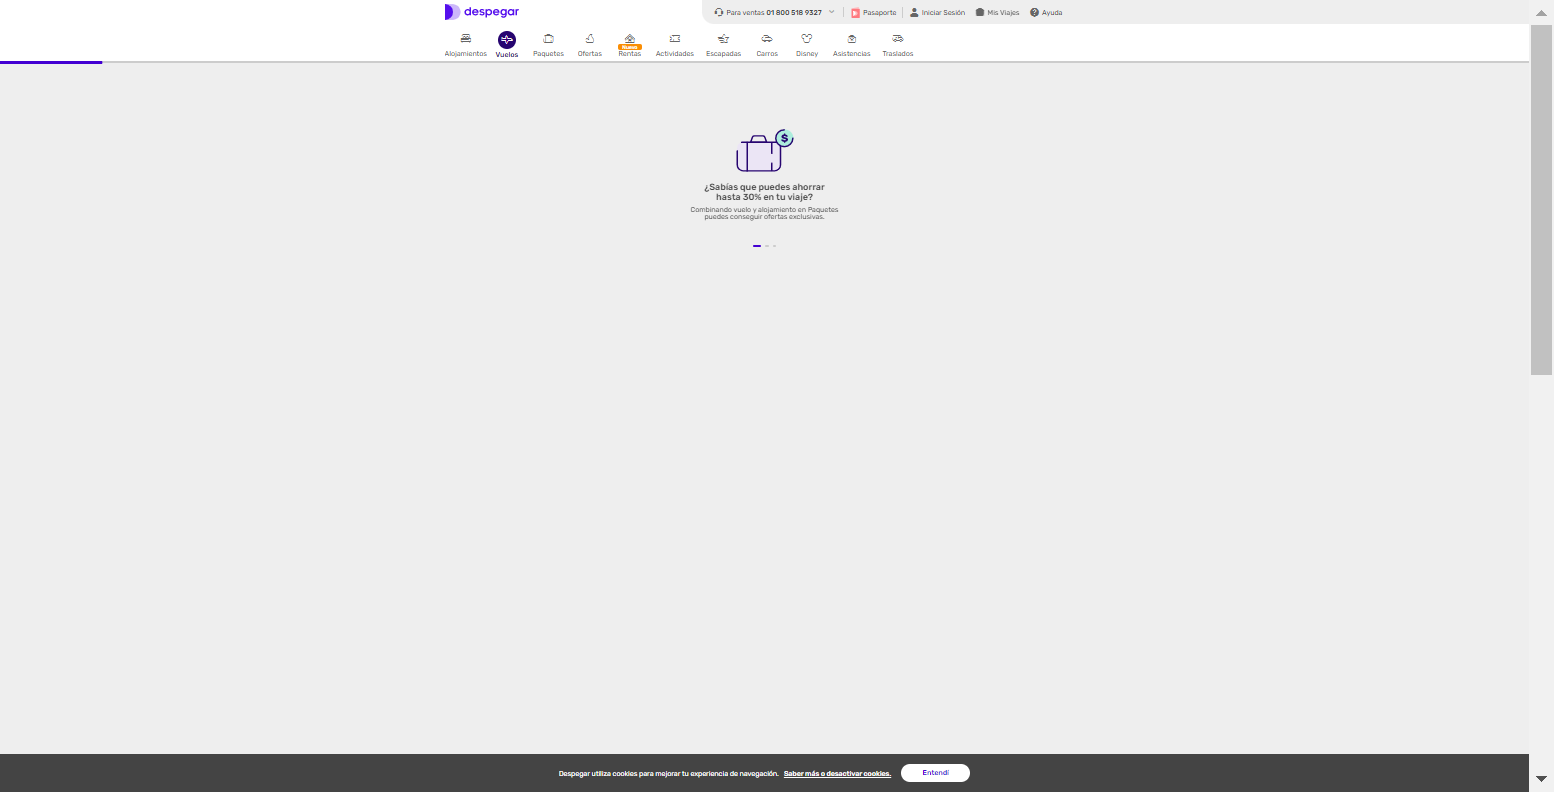 despegar
Para ventas 01 800 518 9327
Pasaporte
Iniciar Sesión
Mis Viajes
Ayuda
Alojamientos
Vuelos
Paquetes
Ofertas
Nuevo
Rentas
Actividades
Escapadas
Carros
Disney
Asistencias
Traslados
$
¿Sabías que puedes ahorrar
hasta 30% en tu viaje?
Combinando vuelo y alojamiento en Paquetes
puedes conseguir ofertas exclusivas.
Despegar utiliza cookies para mejorar tu experiencia de navegación. Saber más o desactivar cookies.
Entendí